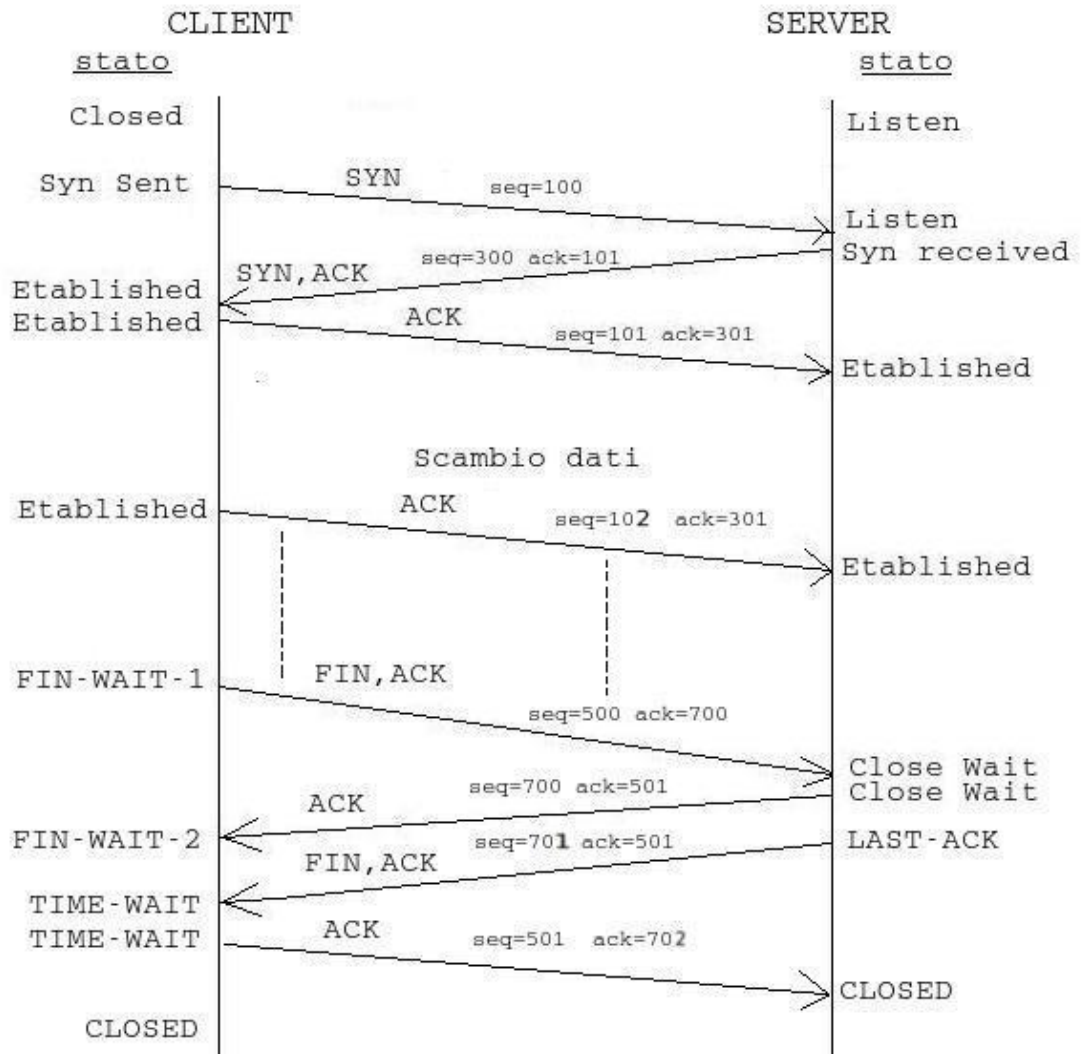 CLIENT SERVER
stato stato
Closed Listen
Syn Sent SYN seq=100
Listen
seq=300 ack=101 Syn received
SYN,ACK
Etablished
Etablished ACK seq=101 ack=301
Etablished
Scambio dati
Etablished ACK seq=102 ack=301
Etablished
FIN-WAIT-1 FIN,ACK
seq=500 ack=700
Close Wait
seq=700 ack=501 Close Wait
ACK
FIN-WAIT-2 seq=701 ack=501 LAST-ACK
FIN,ACK
TIME-WAIT
TIME-WAIT ACK seq=501 ack=702
CLOSED
CLOSED